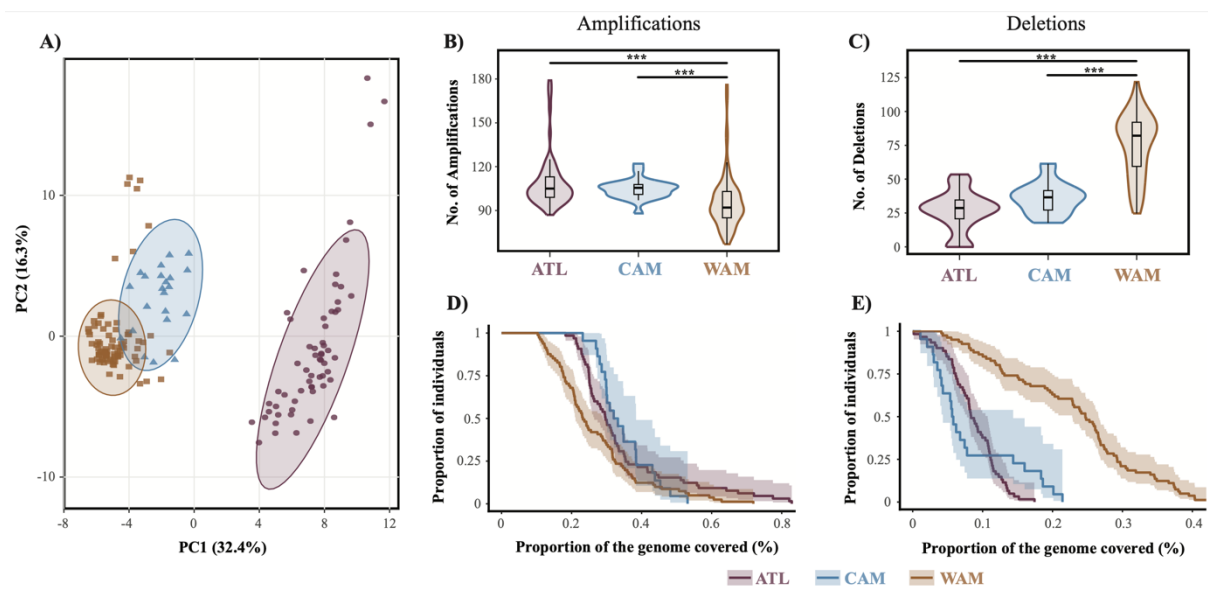 Amplifications
Deletions
A)
B)
C)
PC2 (16.3%)
10
0
-10
-8
-4
0
4
8
12
PC1 (32.4%)
No. of Amplifications
180
150
120
90
***
***
ATL
CAM
WAM
No. of Deletions
125
100
75
50
25
0
***
***
ATL
CAM
WAM
D)
E)
Proportion of individuals
1
0.75
0.5
0.25
0
0
0.2
0.4
0.6
0.8
Proportion of the genome covered (%)
Proportion of individuals
1
0.75
0.5
0.25
0
0
0.1
0.2
0.3
0.4
Proportion of the genome covered (%)
ATL
CAM
WAM